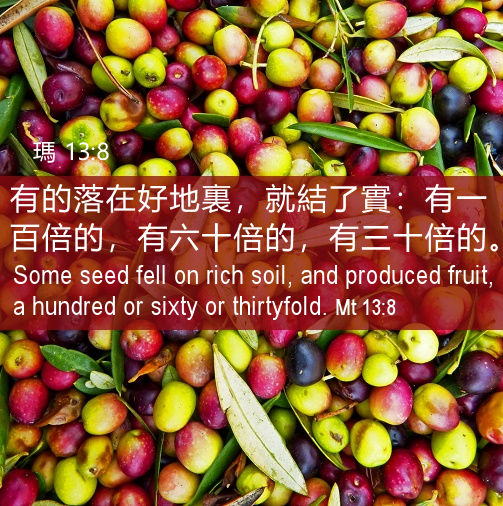 瑪 13:8
有的落在好地裏，就結了實：有一
百倍的，有六十倍的，有三十倍的。
Some seed fell on rich soil, and produced fruit,
a hundred or sixty or thirtyfold. Mt 13:8